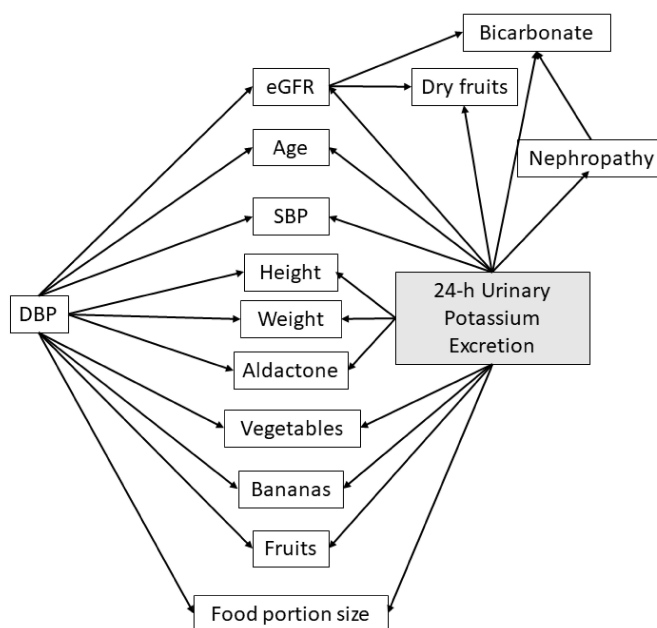 Bicarbonate
eGFR
Dry fruits
Age
Nephropathy
SBP
Height
24-h Urinary
Potassium
Excretion
DBP
Weight
Aldactone
Vegetables
Bananas
Fruits
Food portion size